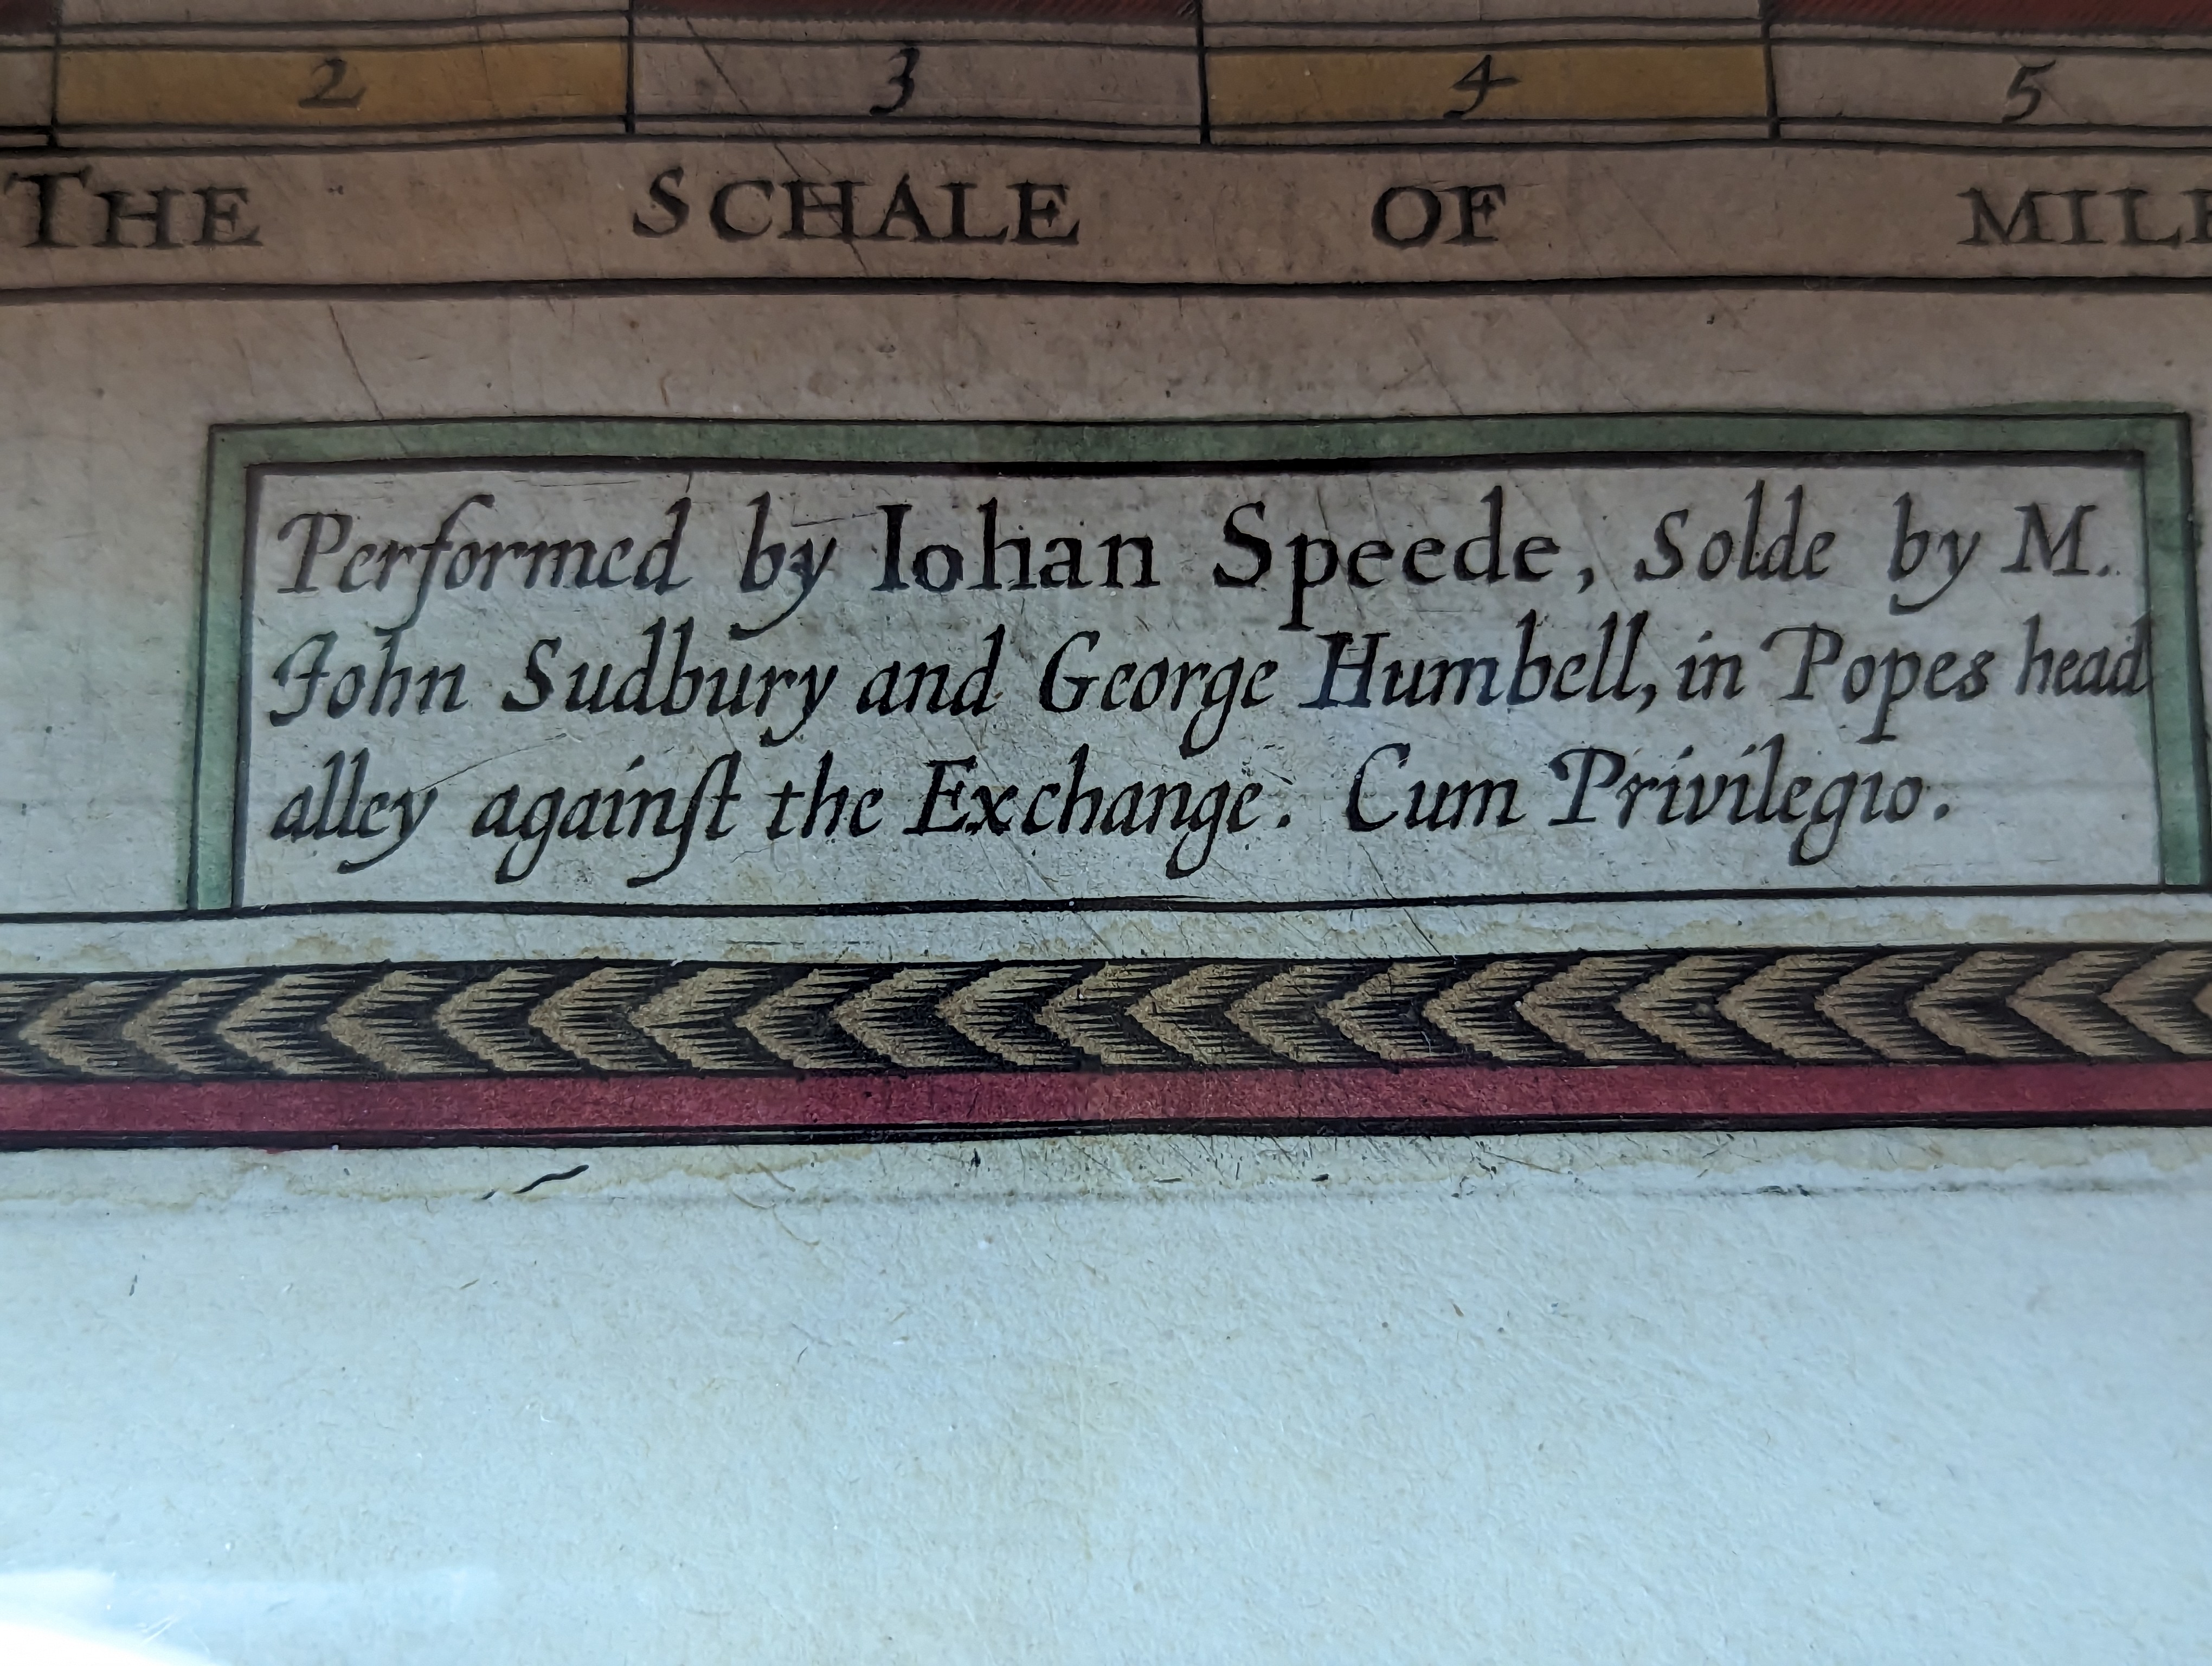 2 3 4 5
THE SCHALE OF MILE
Performed by Iohan Speede, Solde by M.
John Sudbury and George Humbell, in Popes head
alley againſt the Exchange. Cum Privilegio.